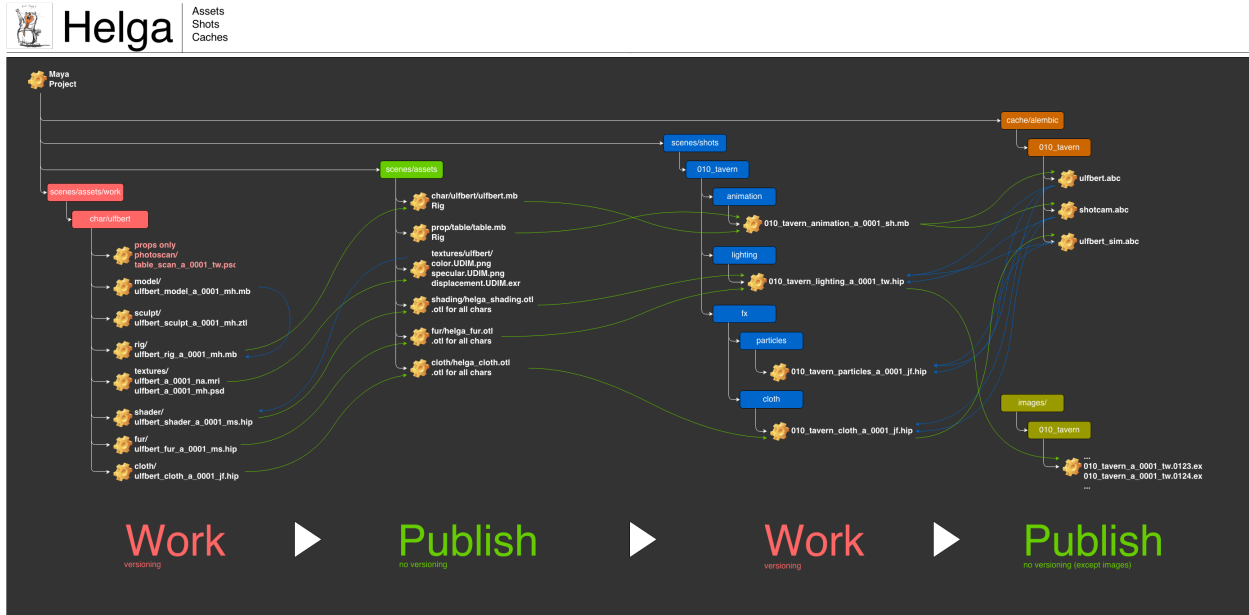 Helga
Assets
Shots
Caches
Maya
Project
scenes/assets/work
char/ulfbert
props only
photoscan/
table_scan_a_0001_tw.psc
model/
ulfbert_model_a_0001_mh.mb
sculpt/
ulfbert_sculpt_a_0001_mh.ztl
rig/
ulfbert_rig_a_0001_mh.mb
textures/
ulfbert_a_0001_na.mri
ulfbert_a_0001_mh.psd
shader/
ulfbert_shader_a_0001_ms.hip
fur/
ulfbert_fur_a_0001_ms.hip
cloth/
ulfbert_cloth_a_0001_jf.hip
scenes/assets
char/ulfbert/ulfbert.mb
Rig
prop/table/table.mb
Rig
textures/ulfbert/
color.UDIM.png
specular.UDIM.png
displacement.UDIM.exr
shading/helga_shading.otl
.otl for all chars
fur/helga_fur.otl
.otl for all chars
cloth/helga_cloth.otl
.otl for all chars
scenes/shots
010_tavern
animation
010_tavern_animation_a_0001_sh.mb
lighting
010_tavern_lighting_a_0001_tw.hip
fx
particles
010_tavern_particles_a_0001_jf.hip
cloth
010_tavern_cloth_a_0001_jf.hip
cache/alembic
010_tavern
ulfbert.abc
shotcam.abc
ulfbert_sim.abc
images/
010_tavern
...
010_tavern_a_0001_tw.0123.ex
010_tavern_a_0001_tw.0124.ex
...
Work
versioning
Publish
no versioning
Work
versioning
Publish
no versioning (except images)